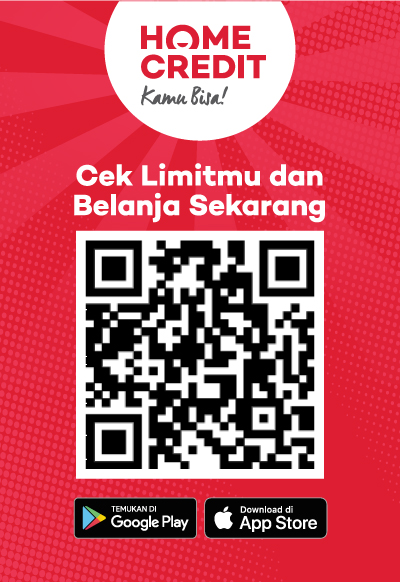 HOME
CREDIT
Kamu Bisa!
Cek Limitmu dan
Belanja Sekarang
TEMUKAN DI
Google Play
Download di
App Store